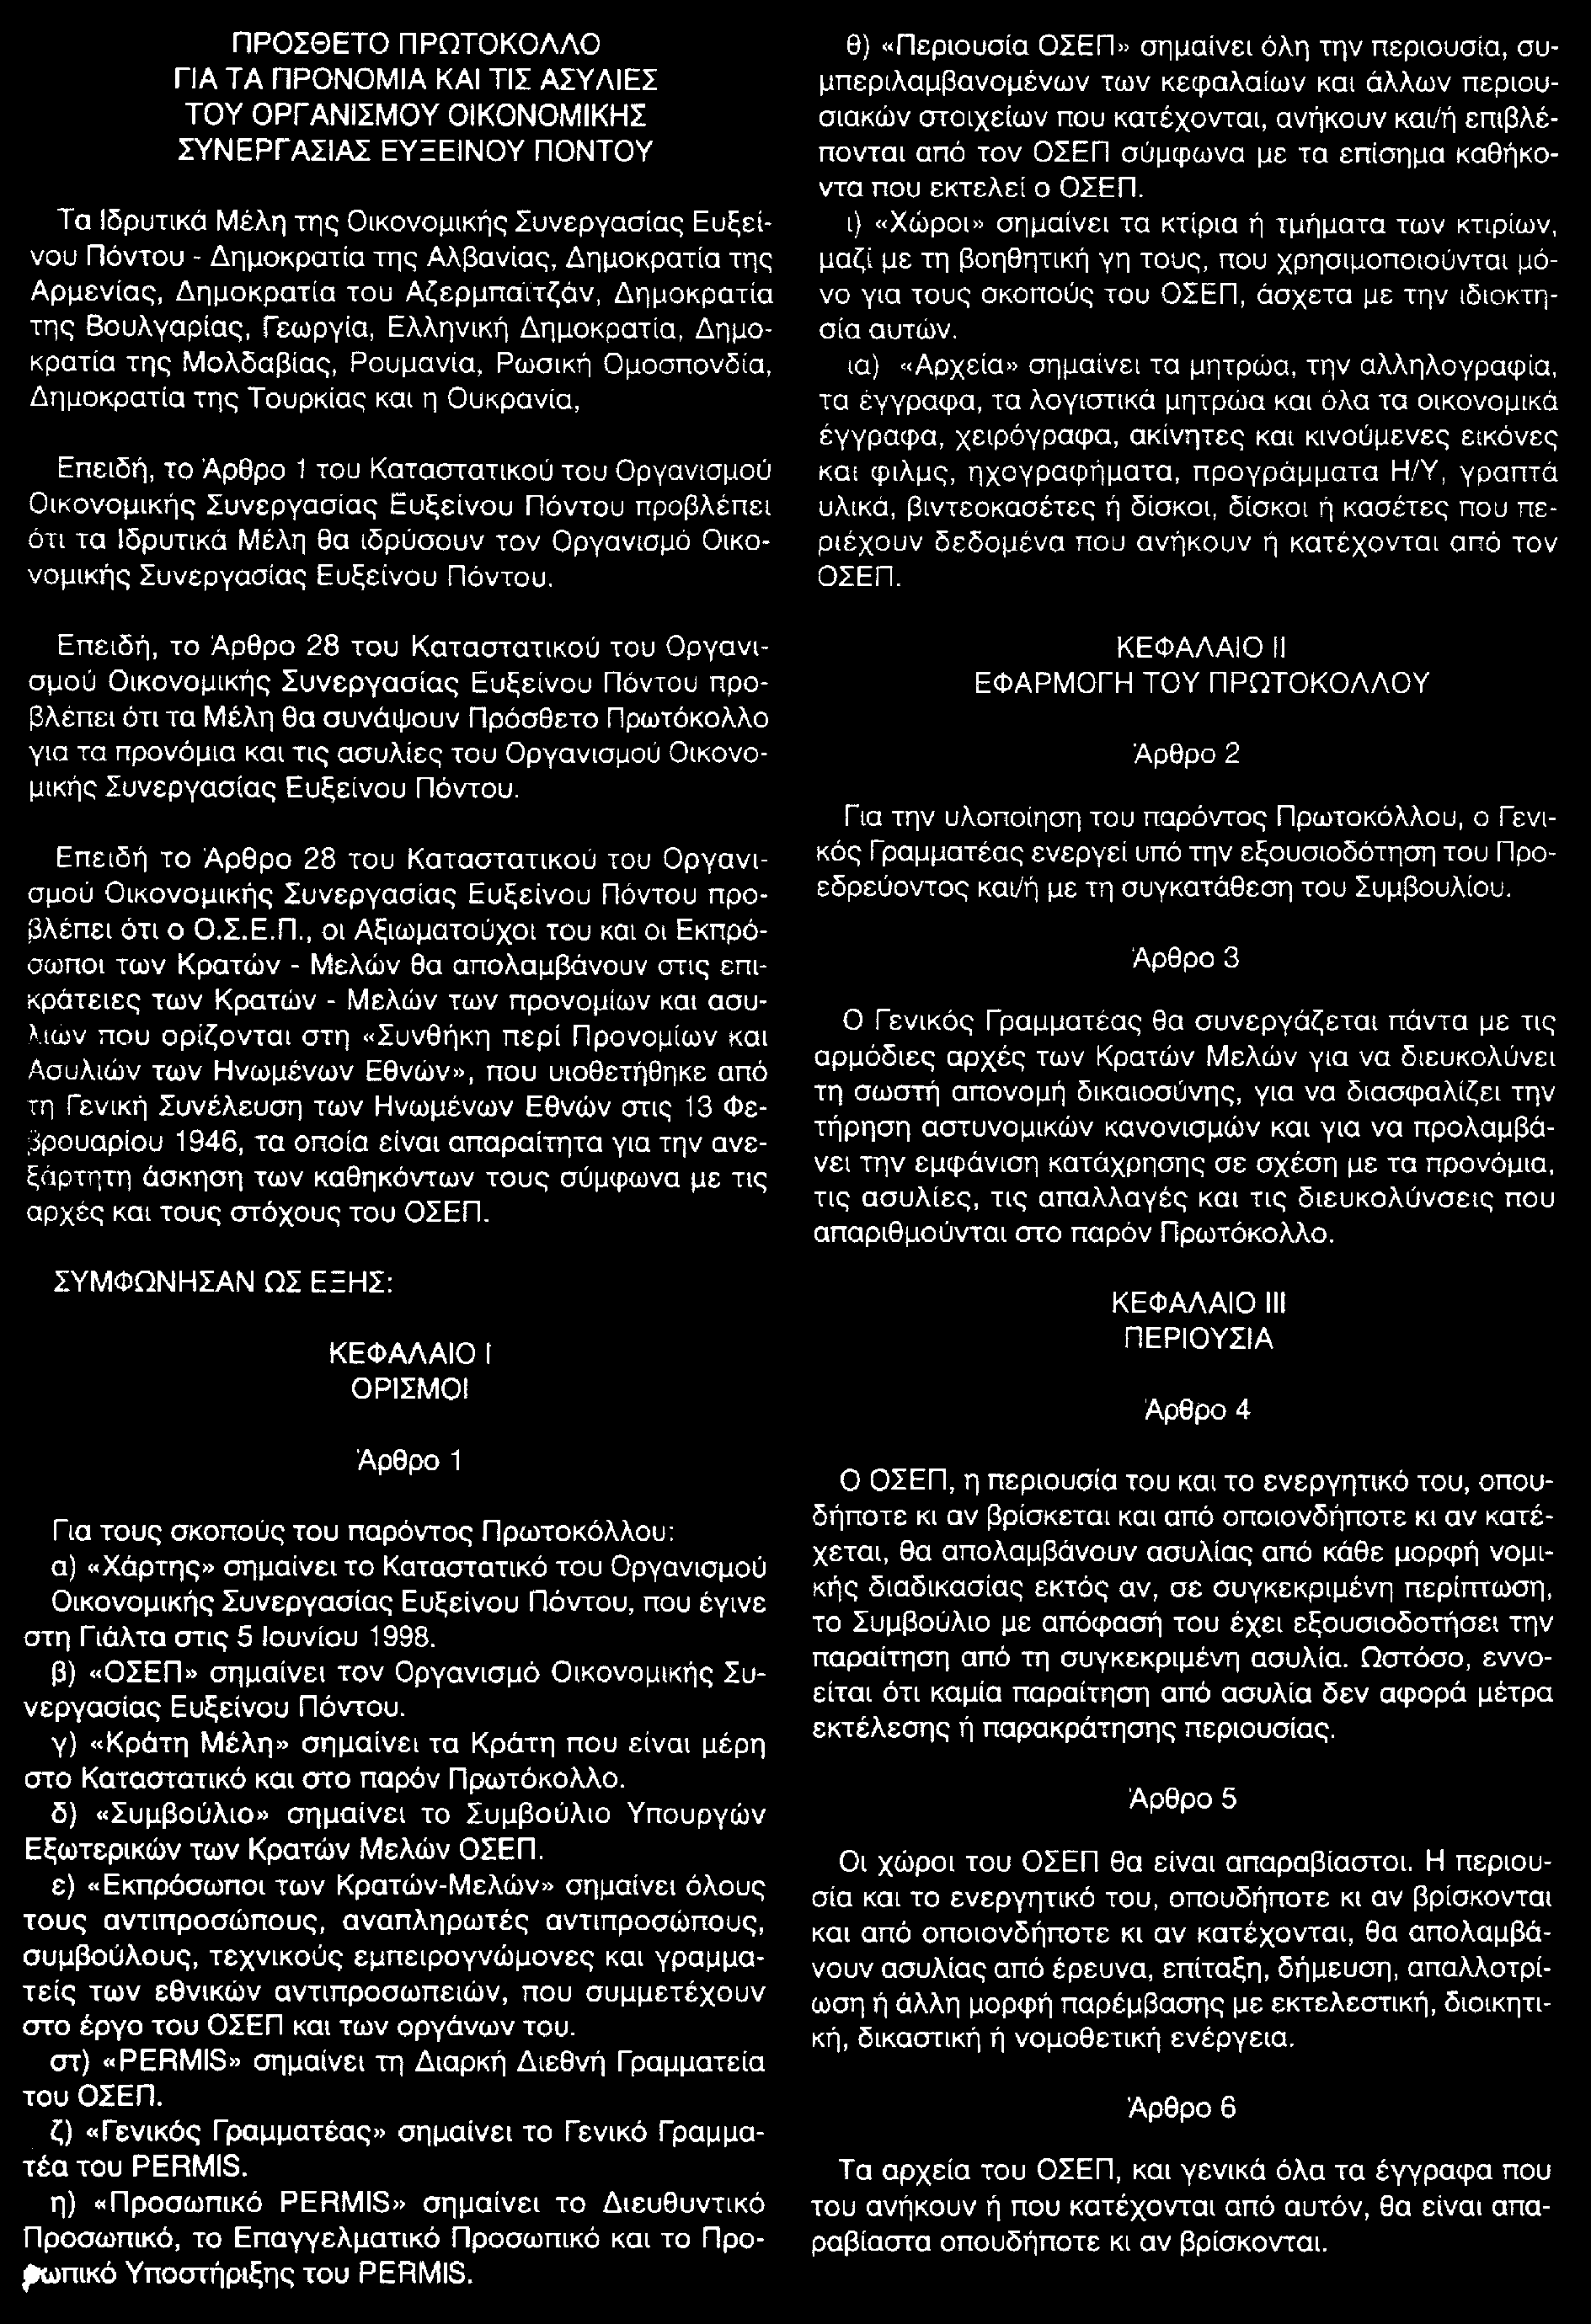 ΠΡΟΣΘΕΤΟ ΠΡΩΤΟΚΟΛΛΟ
ΓΙΑ ΤΑ ΠΡΟΝΟΜΙΑ ΚΑΙ ΤΙΣ ΑΣΥΛΙΕΣ
ΤΟΥ ΟΡΓΑΝΙΣΜΟΥ ΟΙΚΟΝΟΜΙΚΗΣ
ΣΥΝΕΡΓΑΣΙΑΣ ΕΥΞΕΙΝΟΥ ΠΟΝΤΟΥ
Τα Ιδρυτικά Μέλη της Οικονομικής Συνεργασίας Ευξεί-
νου Πόντου - Δημοκρατία της Αλβανίας, Δημοκρατία της
Αρμενίας, Δημοκρατία του Αζερμπαϊτζάν, Δημοκρατία
της Βουλγαρίας, Γεωργία, Ελληνική Δημοκρατία, Δημο-
κρατία της Μολδαβίας, Ρουμανία, Ρωσική Ομοσπονδία,
Δημοκρατία της Τουρκίας και η Ουκρανία,
Επειδή, το Άρθρο 1 του Καταστατικού του Οργανισμού
Οικονομικής Συνεργασίας Ευξείνου Πόντου προβλέπει
ότι τα Ιδρυτικά Μέλη θα ιδρύσουν τον Οργανισμό Οικο-
νομικής Συνεργασίας Ευξείνου Πόντου.
Επειδή, το Άρθρο 28 του Καταστατικού του Οργανι-
σμού Οικονομικής Συνεργασίας Ευξείνου Πόντου προ-
βλέπει ότι τα Μέλη θα συνάψουν Πρόσθετο Πρωτόκολλο
για τα προνόμια και τις ασυλίες του Οργανισμού Οικονο-
μικής Συνεργασίας Ευξείνου Πόντου.
Επειδή το Άρθρο 28 του Καταστατικού του Οργανι-
σμού Οικονομικής Συνεργασίας Ευξείνου Πόντου προ-
βλέπει ότι ο Ο.Σ.Ε.Π., οι Αξιωματούχοι του και οι Εκπρό-
σωποι των Κρατών - Μελών θα απολαμβάνουν στις επι-
κράτειες των Κρατών - Μελών των προνομίων και ασυ-
λιών που ορίζονται στη «Συνθήκη περί Προνομίων και
Ασυλιών των Ηνωμένων Εθνών», που υιοθετήθηκε από
τη Γενική Συνέλευση των Ηνωμένων Εθνών στις 13 Φε-
βρουαρίου 1946, τα οποία είναι απαραίτητα για την ανε-
ξάρτητη άσκηση των καθηκόντων τους σύμφωνα με τις
αρχές και τους στόχους του ΟΣΕΠ.
ΣΥΜΦΩΝΗΣΑΝ ΩΣ ΕΞΗΣ:
ΚΕΦΑΛΑΙΟ Ι
ΟΡΙΣΜΟΙ
Άρθρο 1
Για τους σκοπούς του παρόντος Πρωτοκόλλου:
α) «Χάρτης» σημαίνει το Καταστατικό του Οργανισμού
Οικονομικής Συνεργασίας Ευξείνου Πόντου, που έγινε
στη Γιάλτα στις 5 Ιουνίου 1998.
β) «ΟΣΕΠ» σημαίνει τον Οργανισμό Οικονομικής Συ-
νεργασίας Ευξείνου Πόντου.
γ) «Κράτη Μέλη» σημαίνει τα Κράτη που είναι μέρη
στο Καταστατικό και στο παρόν Πρωτόκολλο.
δ) «Συμβούλιο» σημαίνει το Συμβούλιο Υπουργών
Εξωτερικών των Κρατών Μελών ΟΣΕΠ.
ε) «Εκπρόσωποι των Κρατών-Μελών» σημαίνει όλους
τους αντιπροσώπους, αναπληρωτές αντιπροσώπους,
συμβούλους, τεχνικούς εμπειρογνώμονες και γραμμα-
τείς των εθνικών αντιπροσωπειών, που συμμετέχουν
στο έργο του ΟΣΕΠ και των οργάνων του.
στ) «PERMIS» σημαίνει τη Διαρκή Διεθνή Γραμματεία
του ΟΣΕΠ.
ζ) «Γενικός Γραμματέας» σημαίνει το Γενικό Γραμμα-
τέα του PERMIS.
η) «Προσωπικό PERMIS» σημαίνει το Διευθυντικό
Προσωπικό, το Επαγγελματικό Προσωπικό και το Προ-
σωπικό Υποστήριξης του PERMIS.
θ) «Περιουσία ΟΣΕΠ» σημαίνει όλη την περιουσία, συ-
μπεριλαμβανομένων των κεφαλαίων και άλλων περιου-
σιακών στοιχείων που κατέχονται, ανήκουν και/ή επιβλέ-
πονται από τον ΟΣΕΠ σύμφωνα με τα επίσημα καθήκο-
ντα που εκτελεί ο ΟΣΕΠ.
ι) «Χώροι» σημαίνει τα κτίρια ή τμήματα των κτιρίων,
μαζί με τη βοηθητική γη τους, που χρησιμοποιούνται μό-
νο για τους σκοπούς του ΟΣΕΠ, άσχετα με την ιδιοκτη-
σία αυτών.
ια) «Αρχεία» σημαίνει τα μητρώα, την αλληλογραφία,
τα έγγραφα, τα λογιστικά μητρώα και όλα τα οικονομικά
έγγραφα, χειρόγραφα, ακίνητες και κινούμενες εικόνες
και φιλμς, ηχογραφήματα, προγράμματα Η/Υ, γραπτά
υλικά, βιντεοκασέτες ή δίσκοι, δίσκοι ή κασέτες που πε-
ριέχουν δεδομένα που ανήκουν ή κατέχονται από τον
ΟΣΕΠ.
ΚΕΦΑΛΑΙΟ ΙΙ
ΕΦΑΡΜΟΓΗ ΤΟΥ ΠΡΩΤΟΚΟΛΛΟΥ
Άρθρο 2
Για την υλοποίηση του παρόντος Πρωτοκόλλου, ο Γενι-
κός Γραμματέας ενεργεί υπό την εξουσιοδότηση του Προ-
εδρεύοντος και/ή με τη συγκατάθεση του Συμβουλίου.
Άρθρο 3
Ο Γενικός Γραμματέας θα συνεργάζεται πάντα με τις
αρμόδιες αρχές των Κρατών Μελών για να διευκολύνει
τη σωστή απονομή δικαιοσύνης, για να διασφαλίζει την
τήρηση αστυνομικών κανονισμών και για να προλαμβά-
νει την εμφάνιση κατάχρησης σε σχέση με τα προνόμια,
τις ασυλίες, τις απαλλαγές και τις διευκολύνσεις που
απαριθμούνται στο παρόν Πρωτόκολλο.
ΚΕΦΑΛΑΙΟ ΙΙΙ
ΠΕΡΙΟΥΣΙΑ
Άρθρο 4
Ο ΟΣΕΠ, η περιουσία του και το ενεργητικό του, οπου-
δήποτε κι αν βρίσκεται και από οποιονδήποτε κι αν κατέ-
χεται, θα απολαμβάνουν ασυλίας από κάθε μορφή νομι-
κής διαδικασίας εκτός αν, σε συγκεκριμένη περίπτωση,
το Συμβούλιο με απόφασή του έχει εξουσιοδοτήσει την
παραίτηση από τη συγκεκριμένη ασυλία. Ωστόσο, εννο-
είται ότι καμία παραίτηση από ασυλία δεν αφορά μέτρα
εκτέλεσης ή παρακράτησης περιουσίας.
Άρθρο 5
Οι χώροι του ΟΣΕΠ θα είναι απαραβίαστοι. Η περιου-
σία και το ενεργητικό του, οπουδήποτε κι αν βρίσκονται
και από οποιονδήποτε κι αν κατέχονται, θα απολαμβά-
νουν ασυλίας από έρευνα, επίταξη, δήμευση, απαλλοτρί-
ωση ή άλλη μορφή παρέμβασης με εκτελεστική, διοικητι-
κή, δικαστική ή νομοθετική ενέργεια.
Άρθρο 6
Τα αρχεία του ΟΣΕΠ, και γενικά όλα τα έγγραφα που
του ανήκουν ή που κατέχονται από αυτόν, θα είναι απα-
ραβίαστα οπουδήποτε κι αν βρίσκονται.